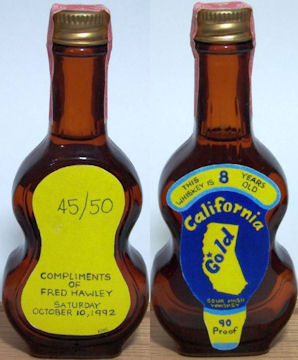 45/50
COMPLIMENTS
OF
FRED HAWLEY
SATURDAY
OCTOBER 10, 1992
THIS YEARS
WHISKEY IS 8 OLD
California
Gold
SOUR MASH
WHISKEY
90
Proof